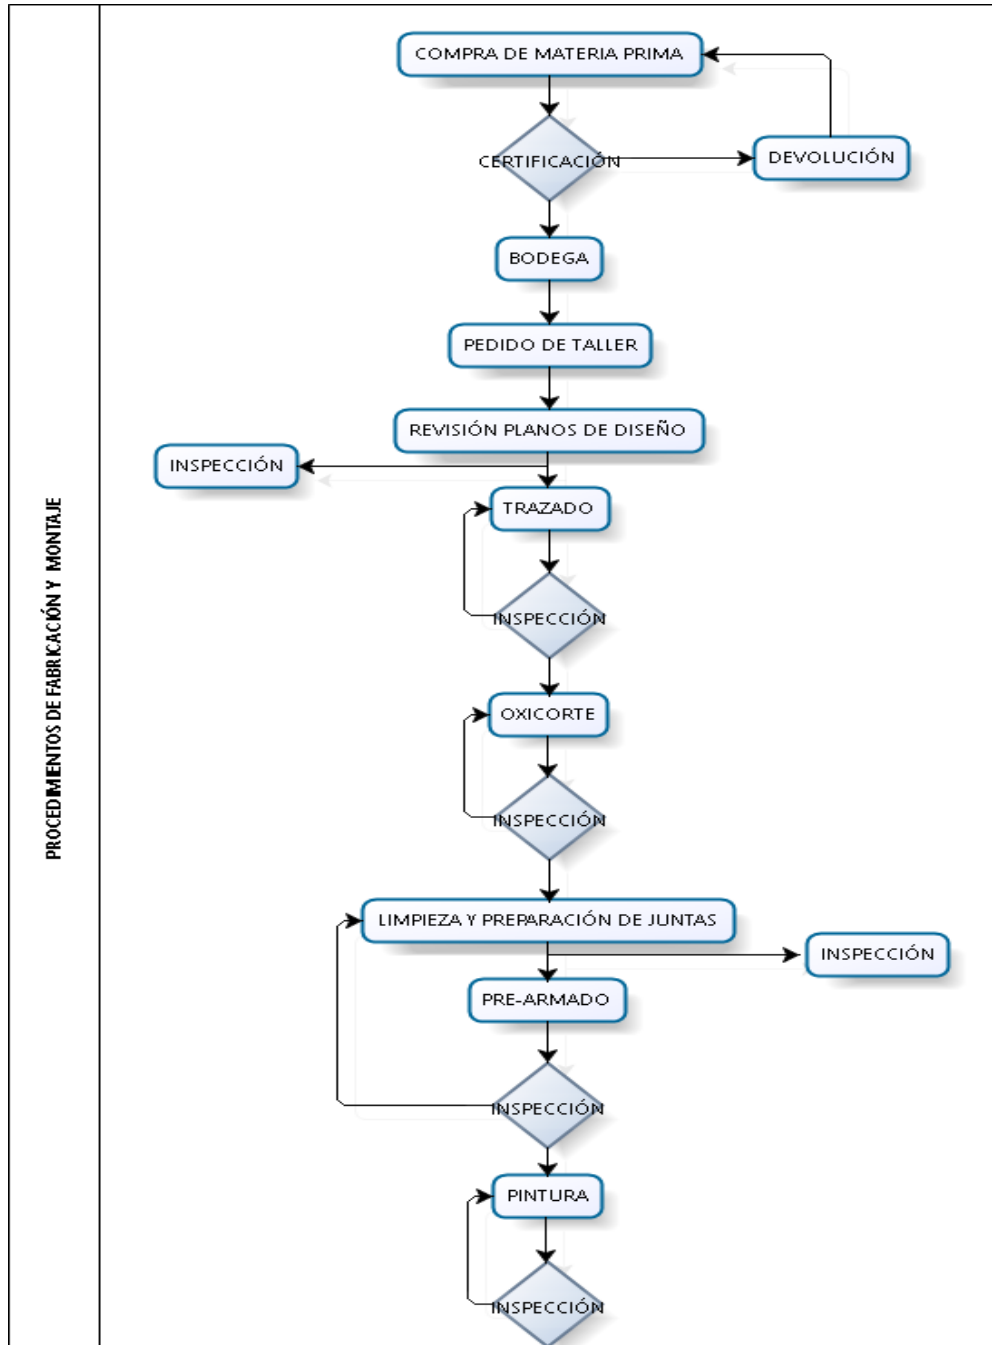 PROCEDIMIENTOS DE FABRICACIÓN Y MONTAJE
COMPRA DE MATERIA PRIMA
CERTIFICACIÓN
DEVOLUCIÓN
BODEGA
PEDIDO DE TALLER
REVISIÓN PLANOS DE DISEÑO
INSPECCIÓN
TRAZADO
INSPECCIÓN
OXICORTE
INSPECCIÓN
LIMPIEZA Y PREPARACIÓN DE JUNTAS
INSPECCIÓN
PRE-ARMADO
INSPECCIÓN
PINTURA
INSPECCIÓN